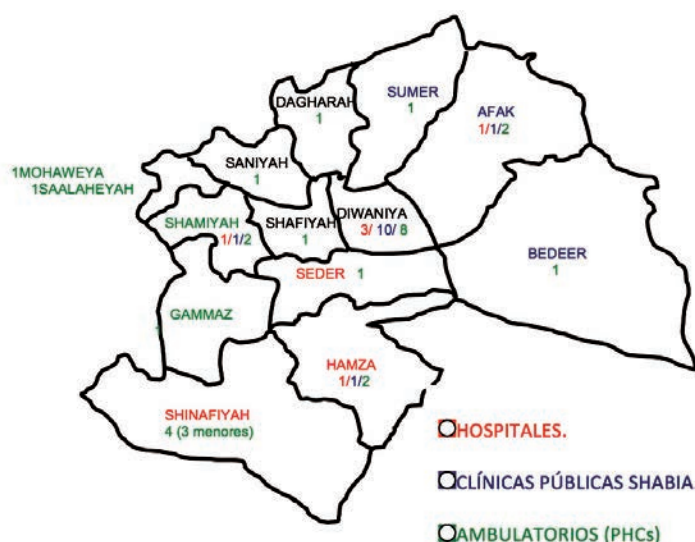 DAGHARAH
1
SUMER
1
AFAK
1/1/2
SANIYAH
1
1MOHAWEYA
1SAALAHEYAH
SHAMIYAH
1/1/2
SHAFIYAH
1
DIWANIYA
3/ 10/ 8
BEDEER
1
SEDER 1
1 GAMMAZ
HAMZA
1/1/2
SHINAFIYAH
4 (3 menores)
HOSPITALES.
CLÍNICAS PÚBLICAS SHABIA
AMBULATORIOS (PHCs)